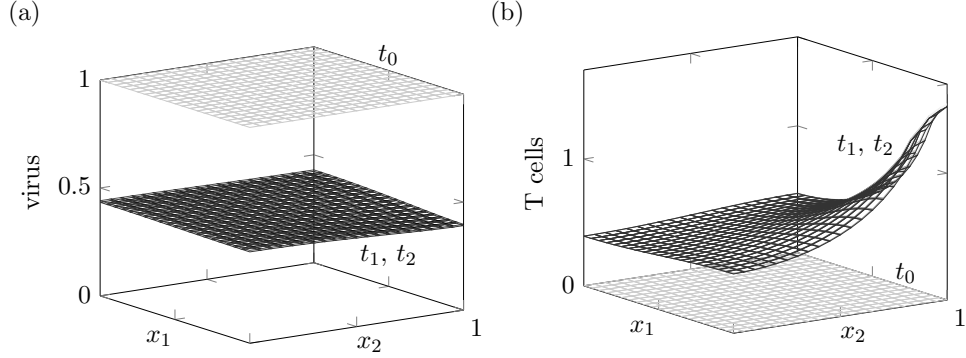 (a)
virus
1
0.5
0
t₀
t₁, t₂
x₁
x₂
1
(b)
T cells
1
0
t₁, t₂
t₀
x₁
x₂
1